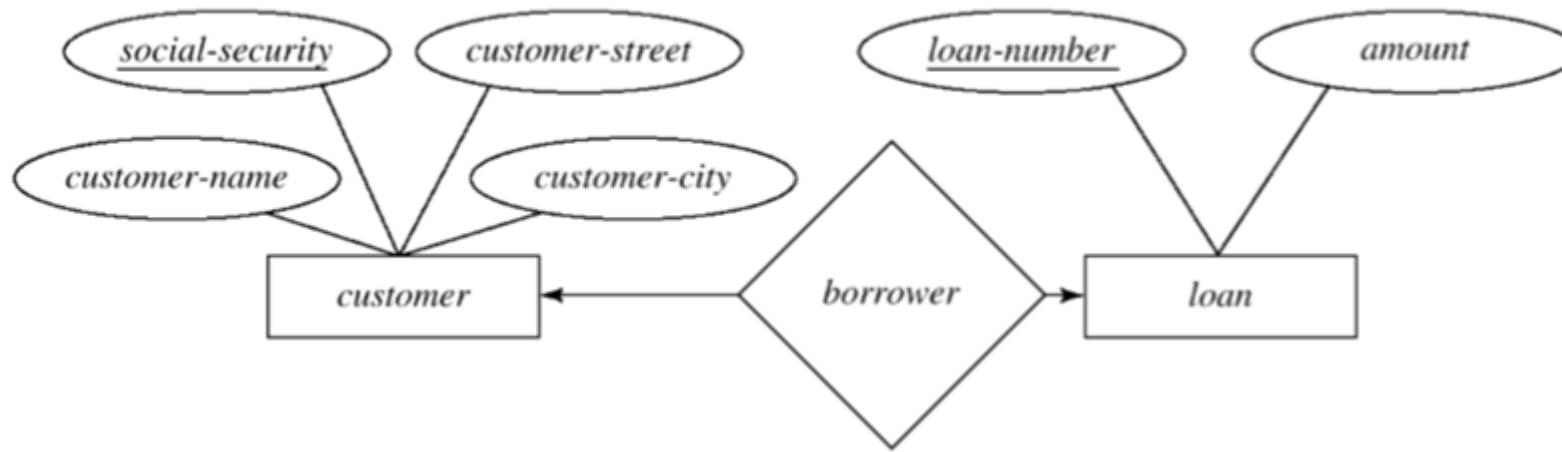 social-security
customer-street
loan-number
amount
customer-name
customer-city
customer
borrower
loan